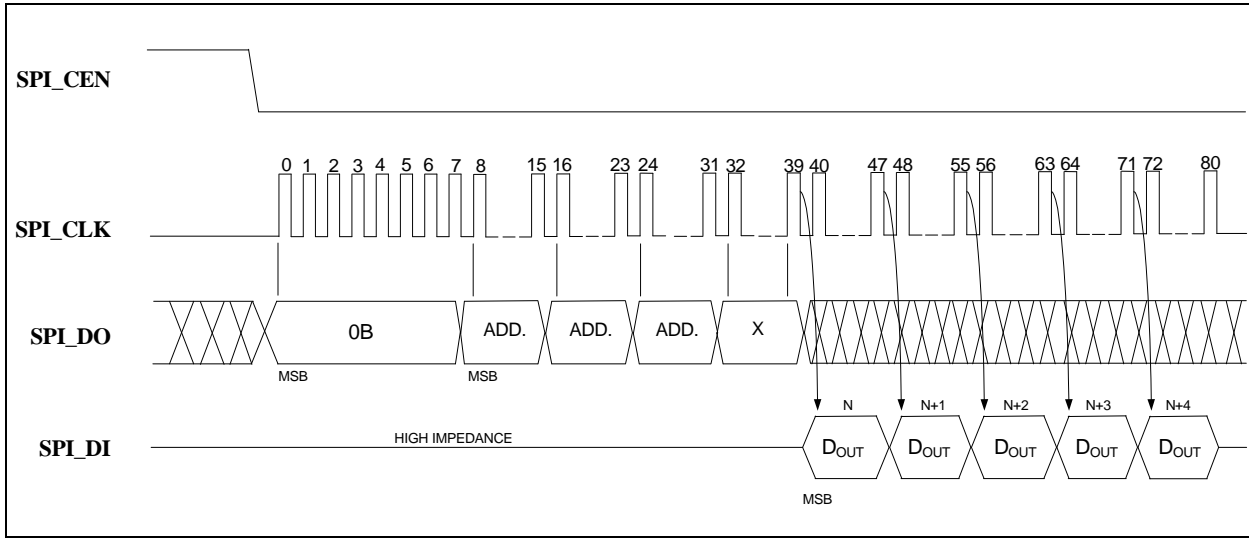 SPI_CEN
0 1 2 3 4 5 6 7 8 15 16 23 24 31 32 39 40 47 48 55 56 63 64 71 72 80
SPI_CLK
SPI_DO
0B ADD. ADD. ADD. X
MSB MSB
N N+1 N+2 N+3 N+4
SPI_DI
HIGH IMPEDANCE
DOUT DOUT DOUT DOUT DOUT
MSB